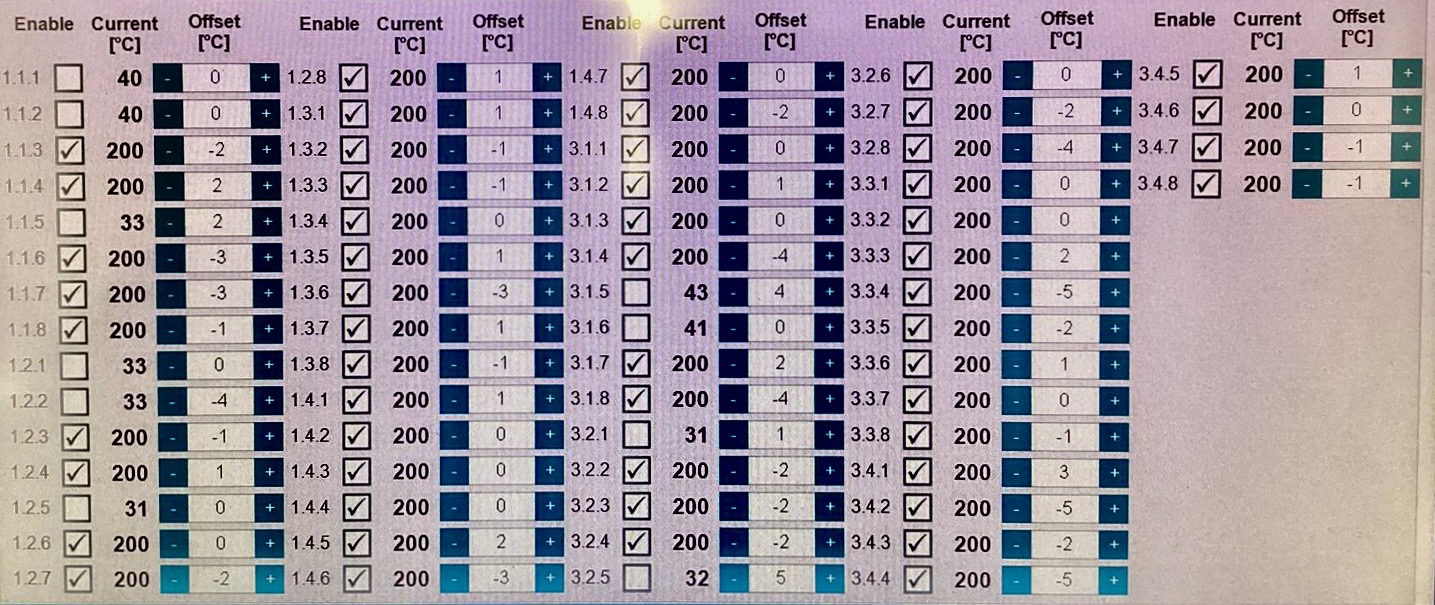 Enable Current [°C] Offset [°C] Enable Current [°C] Offset [°C] Enable Current [°C] Offset [°C] Enable Current [°C] Offset [°C] Enable Current [°C] Offset [°C]
1.1.1 40 - 0 + 1.2.8 200 - 1 + 1.4.7 200 - 0 + 3.2.6 200 - 0 + 3.4.5 200 - 1 +
1.1.2 40 - 0 + 1.3.1 200 - 1 + 1.4.8 200 - -2 + 3.2.7 200 - -2 + 3.4.6 200 - 0 +
1.1.3 200 - -2 + 1.3.2 200 - -1 + 3.1.1 200 - 0 + 3.2.8 200 - -4 + 3.4.7 200 - -1 +
1.1.4 200 - 2 + 1.3.3 200 - -1 + 3.1.2 200 - 1 + 3.3.1 200 - 0 + 3.4.8 200 - -1 +
1.1.5 33 - 2 + 1.3.4 200 - 0 + 3.1.3 200 - 0 + 3.3.2 200 - 0 +
1.1.6 200 - -3 + 1.3.5 200 - 1 + 3.1.4 200 - -4 + 3.3.3 200 - 2 +
1.1.7 200 - -3 + 1.3.6 200 - -3 + 3.1.5 43 - 4 + 3.3.4 200 - -5 +
1.1.8 200 - -1 + 1.3.7 200 - 1 + 3.1.6 41 - 0 + 3.3.5 200 - -2 +
1.2.1 33 - 0 + 1.3.8 200 - -1 + 3.1.7 200 - 2 + 3.3.6 200 - 1 +
1.2.2 33 - -4 + 1.4.1 200 - 1 + 3.1.8 200 - -4 + 3.3.7 200 - 0 +
1.2.3 200 - -1 + 1.4.2 200 - 0 + 3.2.1 31 - 1 + 3.3.8 200 - -1 +
1.2.4 200 - 1 + 1.4.3 200 - 0 + 3.2.2 200 - -2 + 3.4.1 200 - 3 +
1.2.5 31 - 0 + 1.4.4 200 - 0 + 3.2.3 200 - -2 + 3.4.2 200 - -5 +
1.2.6 200 - 0 + 1.4.5 200 - 2 + 3.2.4 200 - -2 + 3.4.3 200 - -2 +
1.2.7 200 - -2 + 1.4.6 200 - -3 + 3.2.5 32 - 5 + 3.4.4 200 - -5 +